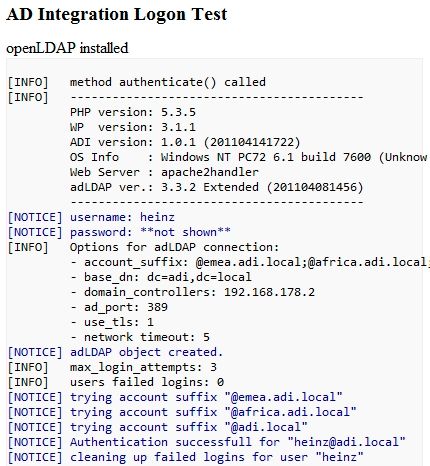 AD Integration Logon Test
openLDAP installed
[INFO] method authenticate() called
[INFO] ------------------------------------------
PHP version: 5.3.5
WP version: 3.1.1
ADI version: 1.0.1 (201104141722)
OS Info : Windows NT PC72 6.1 build 7600 (Unknow
Web Server : apache2handler
adLDAP ver.: 3.3.2 Extended (201104081456)
------------------------------------------
[NOTICE] username: heinz
[NOTICE] password: **not shown**
[INFO] Options for adLDAP connection:
- account_suffix: @emea.adi.local;@africa.adi.local;
- base_dn: dc=adi,dc=local
- domain_controllers: 192.168.178.2
- ad_port: 389
- use_tls: 1
- network timeout: 5
[NOTICE] adLDAP object created.
[INFO] max_login_attempts: 3
[INFO] users failed logins: 0
[NOTICE] trying account suffix "@emea.adi.local"
[NOTICE] trying account suffix "@africa.adi.local"
[NOTICE] trying account suffix "@adi.local"
[NOTICE] Authentication successfull for "heinz@adi.local"
[NOTICE] cleaning up failed logins for user "heinz"